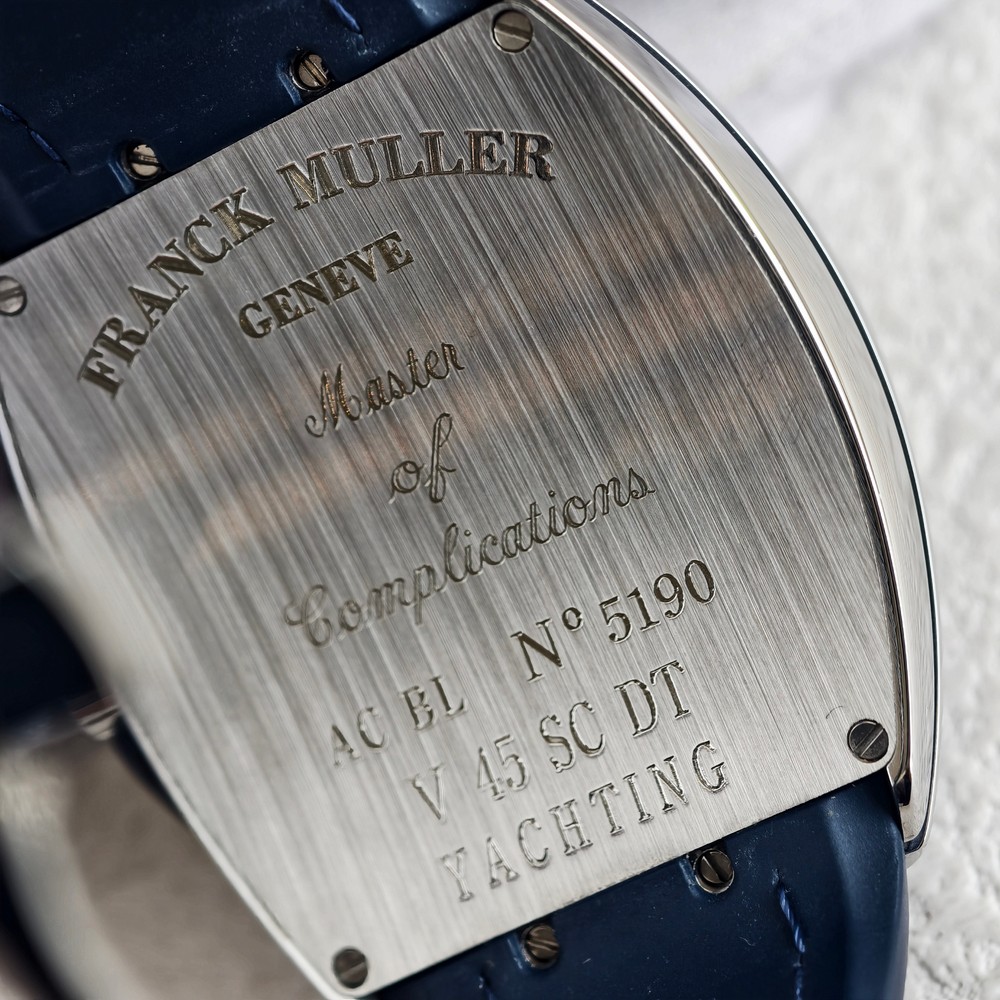 FRANCK MULLER
GENEVE
Master
of
Complications
AC BL N° 5190
V 45 SC DT
YACHTING